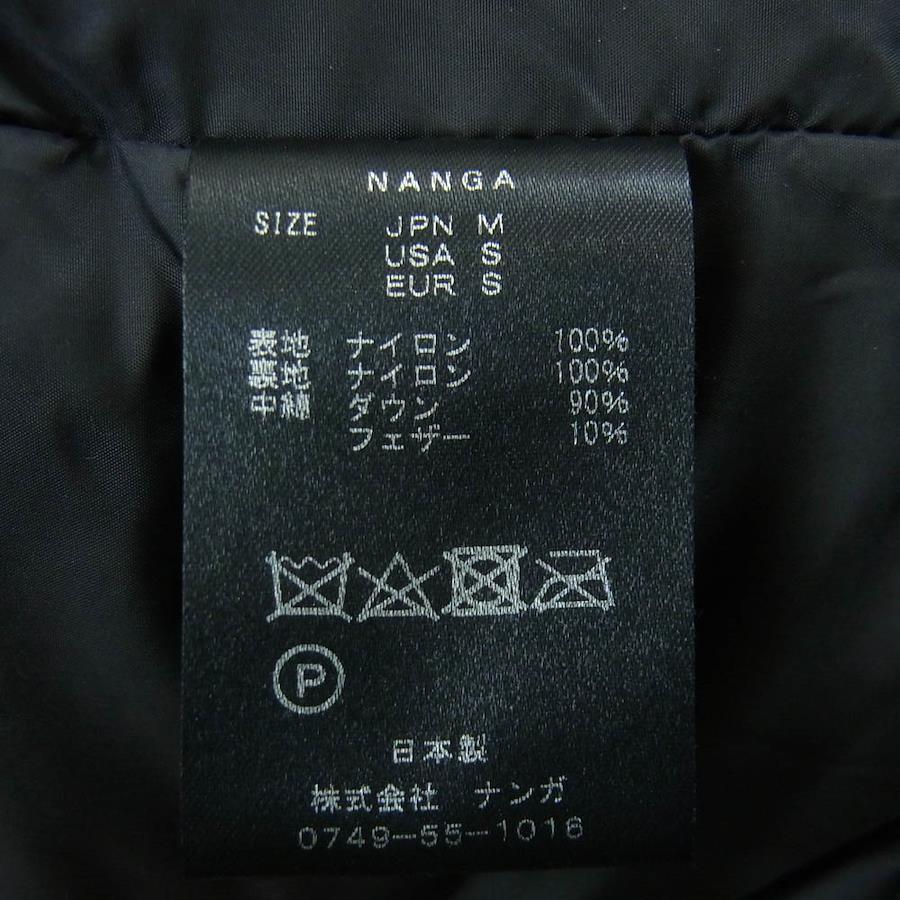 NANGA
SIZE JPN M
USA S
EUR S
表地 ナイロン 100%
裏地 ナイロン 100%
中綿 ダウン 90%
フェザー 10%
P
日本製
株式会社 ナンガ
0749-55-1016